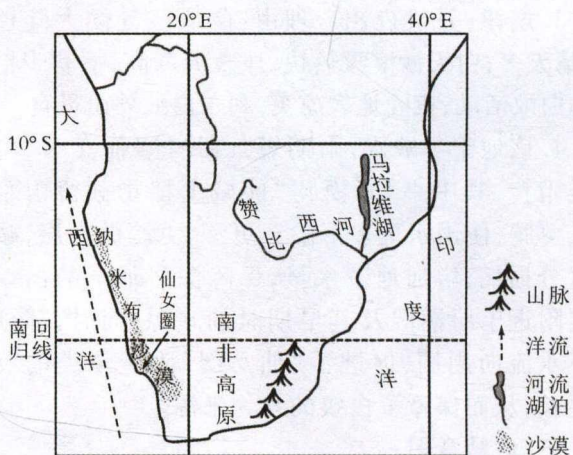 20°E 40°E
10°S
大西洋
马拉维湖
赞比西河
印度洋
纳米布沙漠
仙女圈
南回归线
南非高原
山脉
洋流
河流
湖泊
沙漠